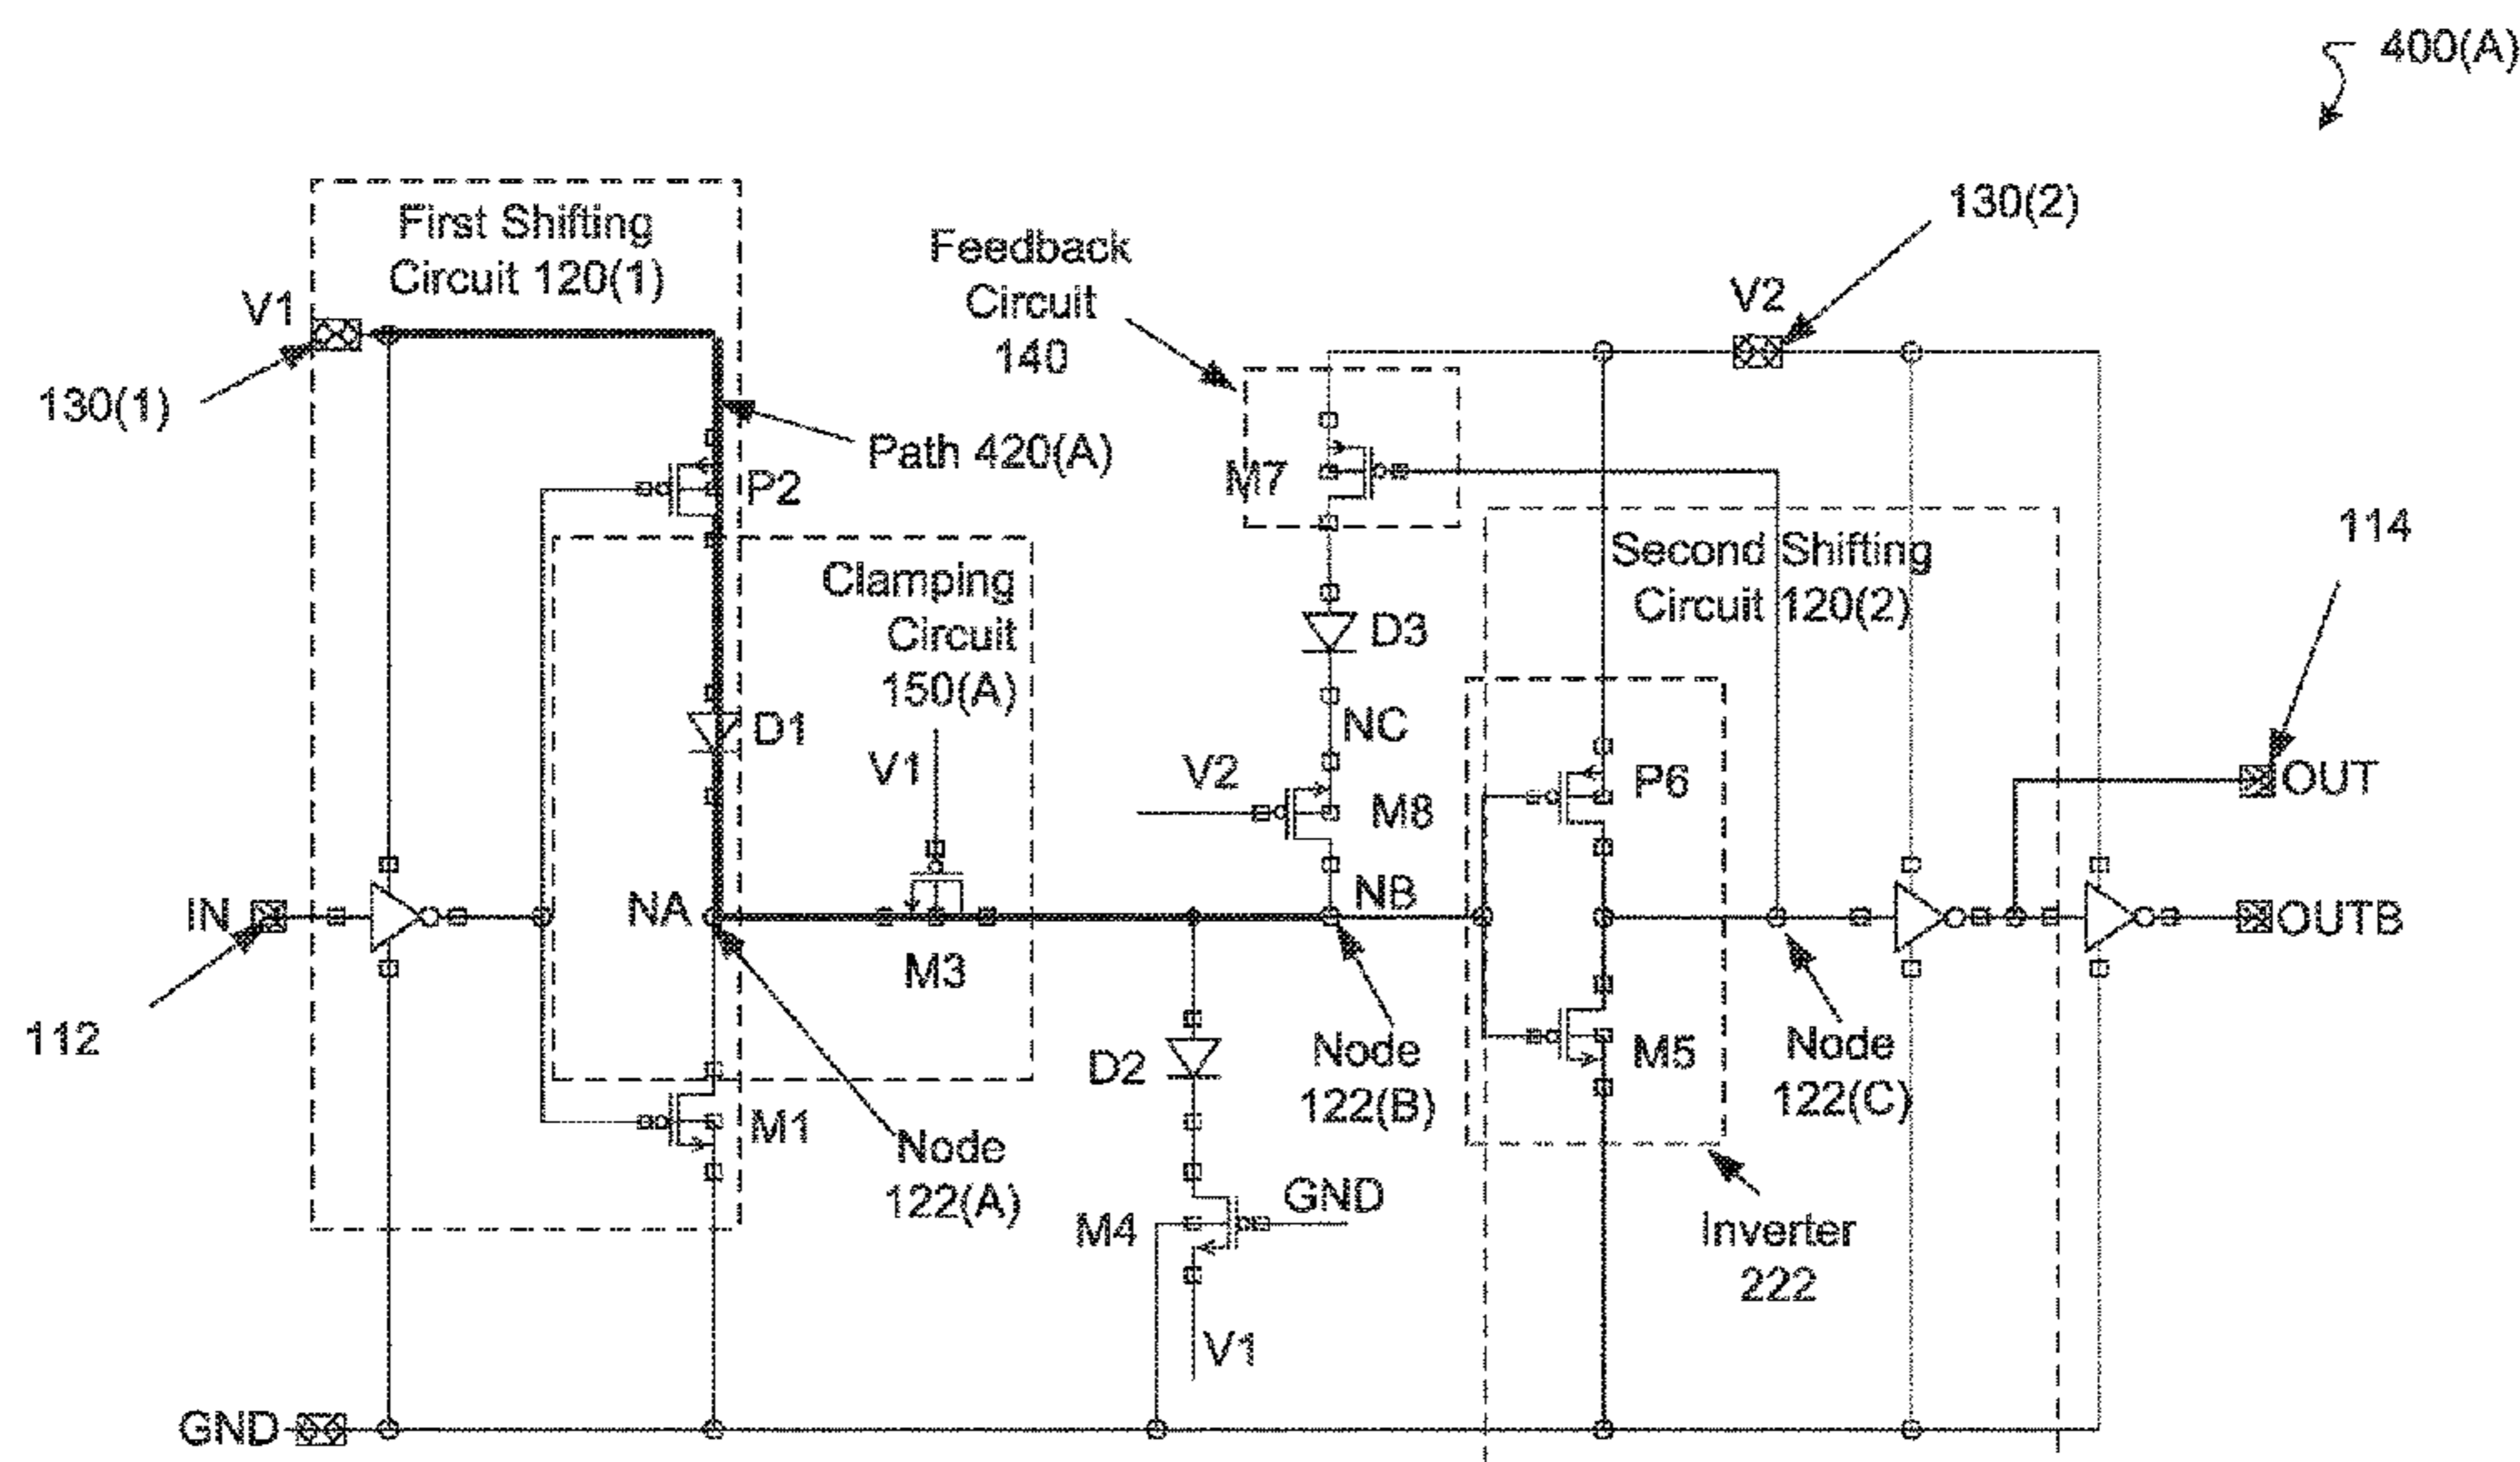 400(A)
130(2)
First Shifting
Circuit 120(1)
Feedback
Circuit
140
V1
V2
130(1)
Path 420(A)
M7
P2
114
Second Shifting
Circuit 120(2)
Clamping
Circuit
150(A)
D3
D1
NC
V1
V2
P6
OUT
M8
IN
NA
NB
OUTB
M3
112
D2
Node
122(B)
M5
Node
122(C)
M1
Node
122(A)
M4
GND
Inverter
222
V1
GND